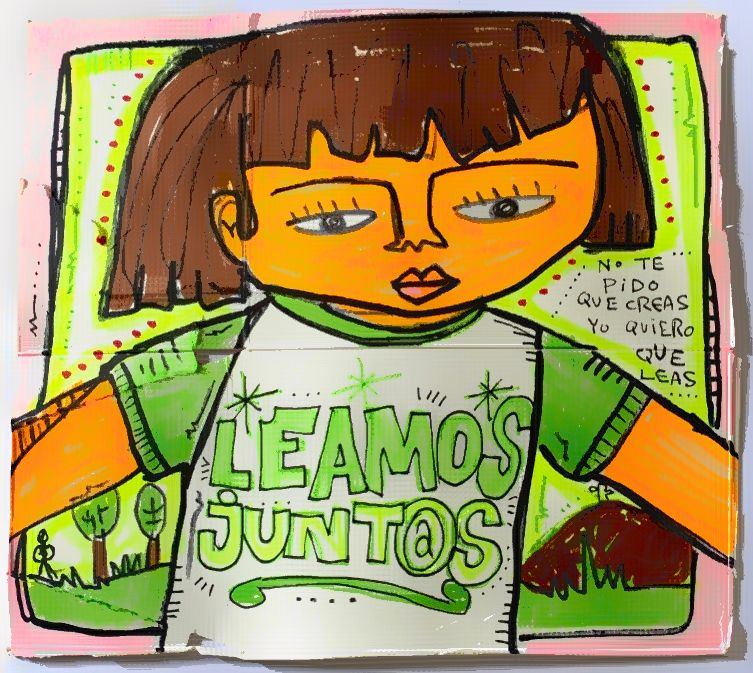 No TE
PiDO
QUE CREAS
Yo QUiERO
QUE
LEAS
LEAMOS
jUNT@S